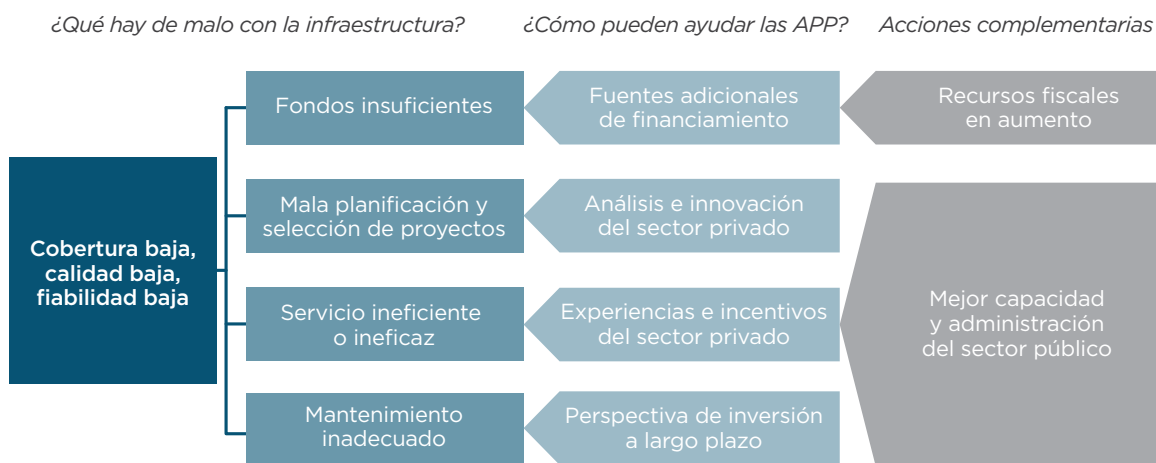 ¿Qué hay de malo con la infraestructura?
¿Cómo pueden ayudar las APP?
Acciones complementarias
Cobertura baja,
calidad baja,
fiabilidad baja
Fondos insuficientes
Fuentes adicionales
de financiamiento
Recursos fiscales
en aumento
Mala planificación y
selección de proyectos
Análisis e innovación
del sector privado
Servicio ineficiente
o ineficaz
Experiencias e incentivos
del sector privado
Mantenimiento
inadecuado
Perspectiva de inversión
a largo plazo
Mejor capacidad
y administración
del sector público